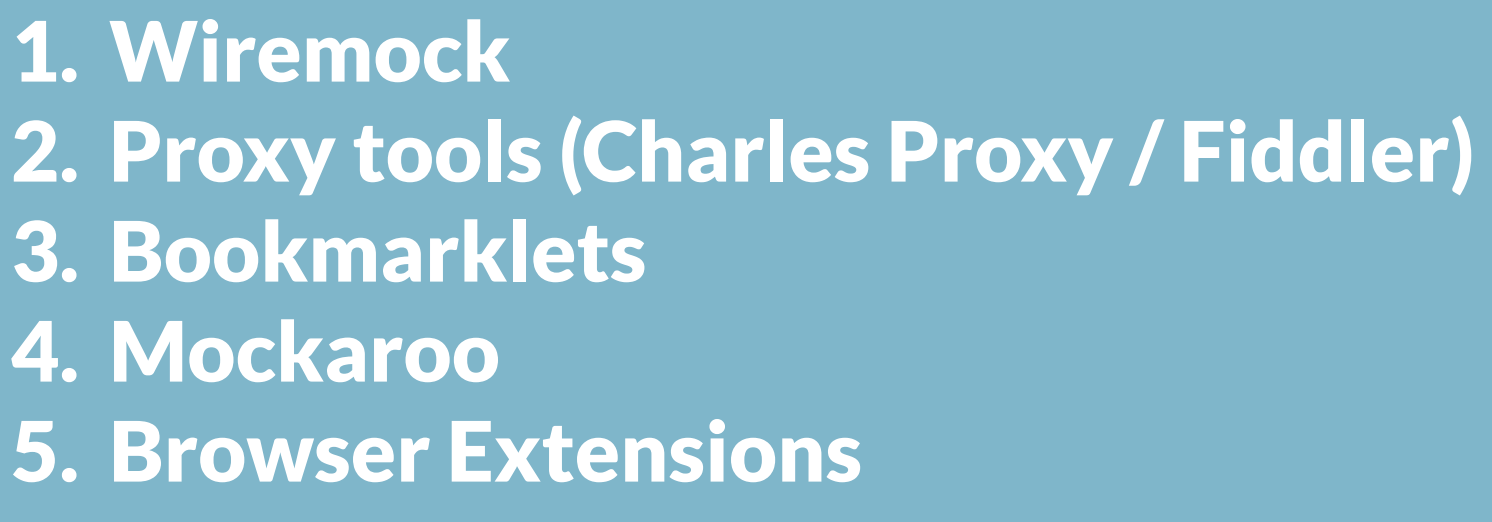 1. Wiremock
2. Proxy tools (Charles Proxy / Fiddler)
3. Bookmarklets
4. Mockaroo
5. Browser Extensions